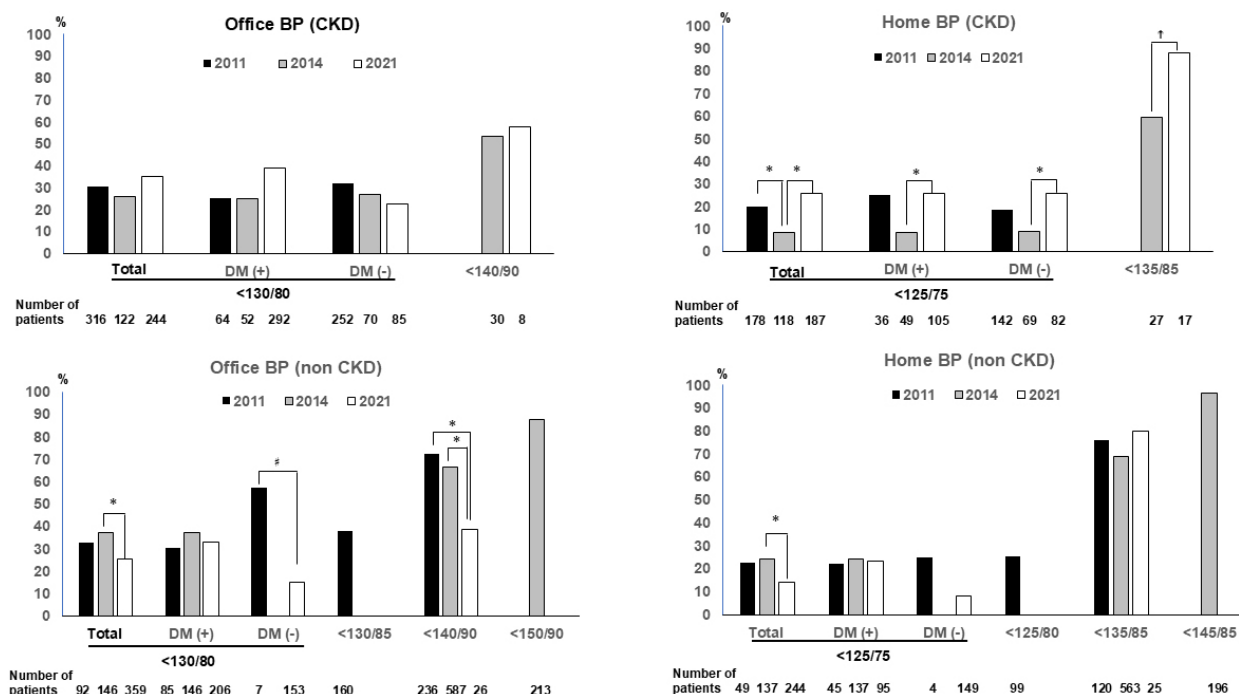 Office BP (CKD)
%
100
90
80
70
60
50
40
30
20
10
0
2011 2014 2021
Total DM (+) DM (-) <140/90
<130/80
Number of
patients 316 122 244 64 52 292 252 70 85 30 8
Home BP (CKD)
%
100
90
80
70
60
50
40
30
20
10
0
2011 2014 2021
* * * * †
Total DM (+) DM (-) <135/85
<125/75
Number of
patients 178 118 187 36 49 105 142 69 82 27 17
Office BP (non CKD)
%
100
90
80
70
60
50
40
30
20
10
0
2011 2014 2021
* ♯ * *
Total DM (+) DM (-) <130/85 <140/90 <150/90
<130/80
Number of
patients 92 146 359 85 146 206 7 153 160 236 587 26 213
Home BP (non CKD)
%
100
90
80
70
60
50
40
30
20
10
0
2011 2014 2021
*
Total DM (+) DM (-) <125/80 <135/85 <145/85
<125/75
Number of
patients 49 137 244 45 137 95 4 149 99 120 563 25 196